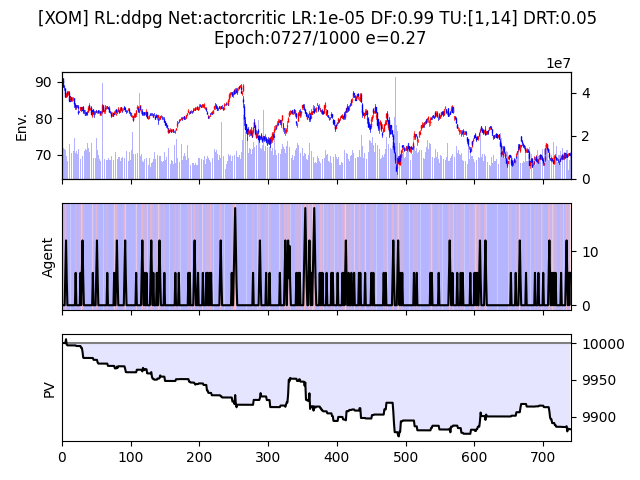 [XOM] RL:ddpg Net:actorcritic LR:1e-05 DF:0.99 TU:[1,14] DRT:0.05
Epoch:0727/1000 e=0.27
1e7
90
80
70
Env.
4
2
0
Agent
10
0
PV
10000
9950
9900
0 100 200 300 400 500 600 700